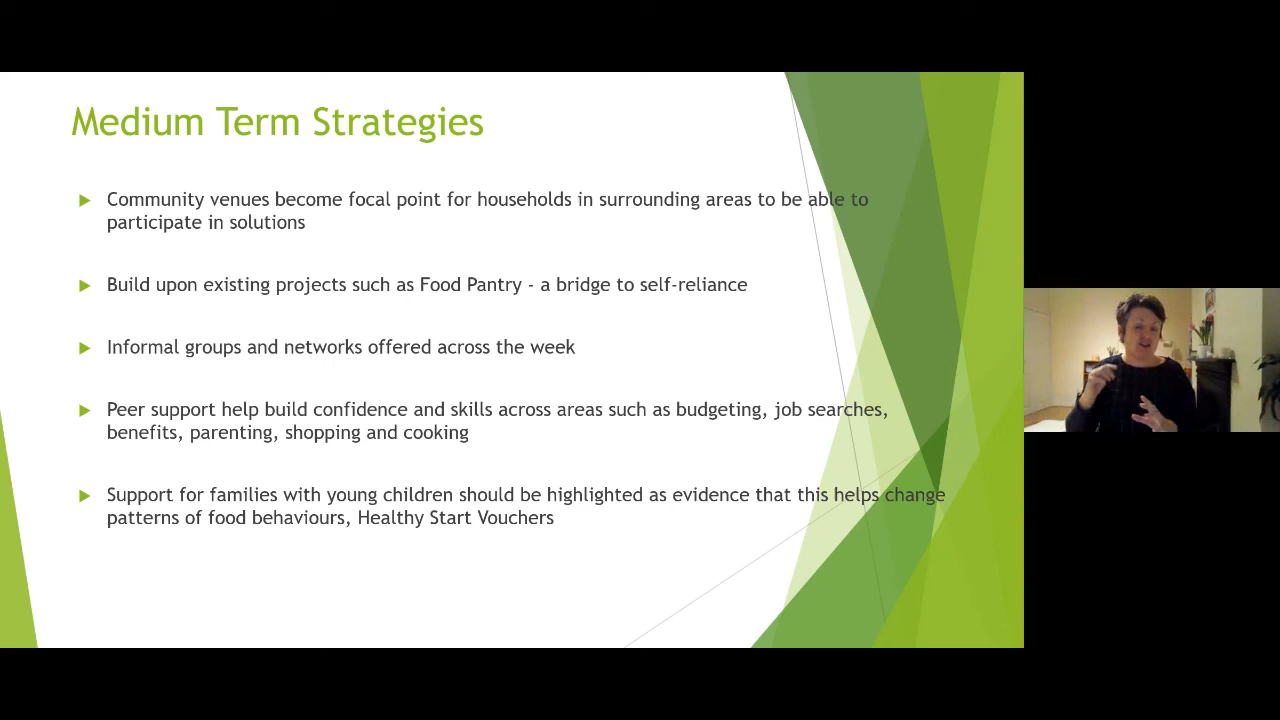 Medium Term Strategies
Community venues become focal point for households in surrounding areas to be able to
participate in solutions
Build upon existing projects such as Food Pantry - a bridge to self-reliance
Informal groups and networks offered across the week
Peer support help build confidence and skills across areas such as budgeting, job searches,
benefits, parenting, shopping and cooking
Support for families with young children should be highlighted as evidence that this helps change
patterns of food behaviours, Healthy Start Vouchers